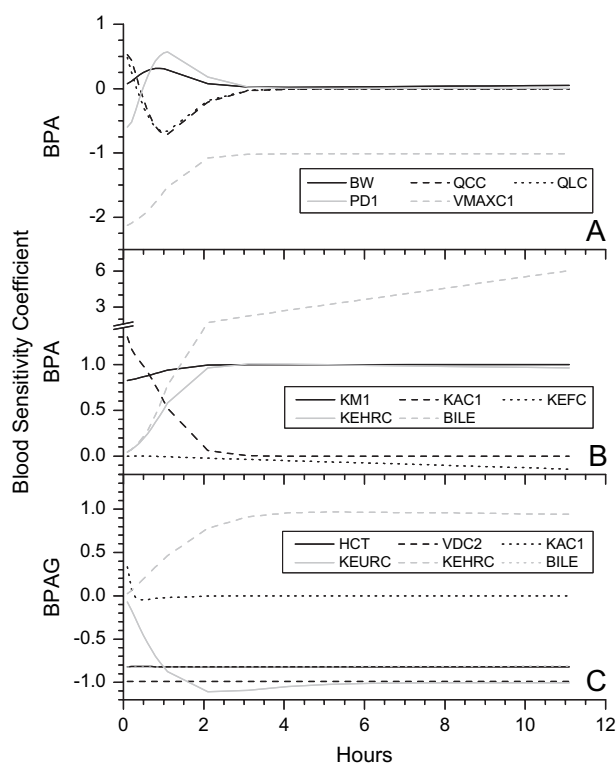 Blood Sensitivity Coefficient
BPA
1
0
-1
-2
BW QCC QLC
PD1 VMAXC1
A
BPA
6
3
1.0
0.5
0.0
KM1 KAC1 KEFC
KEHRC BILE
B
BPAG
1.0
0.5
0.0
-0.5
-1.0
HCT VDC2 KAC1
KEURC KEHRC BILE
C
0 2 4 6 8 10 12
Hours